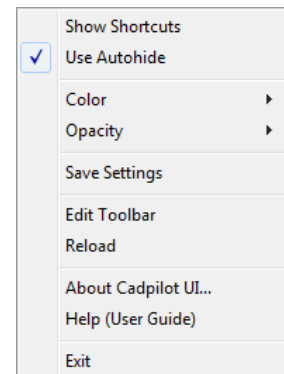 Show Shortcuts
Use Autohide
Color
Opacity
Save Settings
Edit Toolbar
Reload
About Cadpilot UI...
Help (User Guide)
Exit